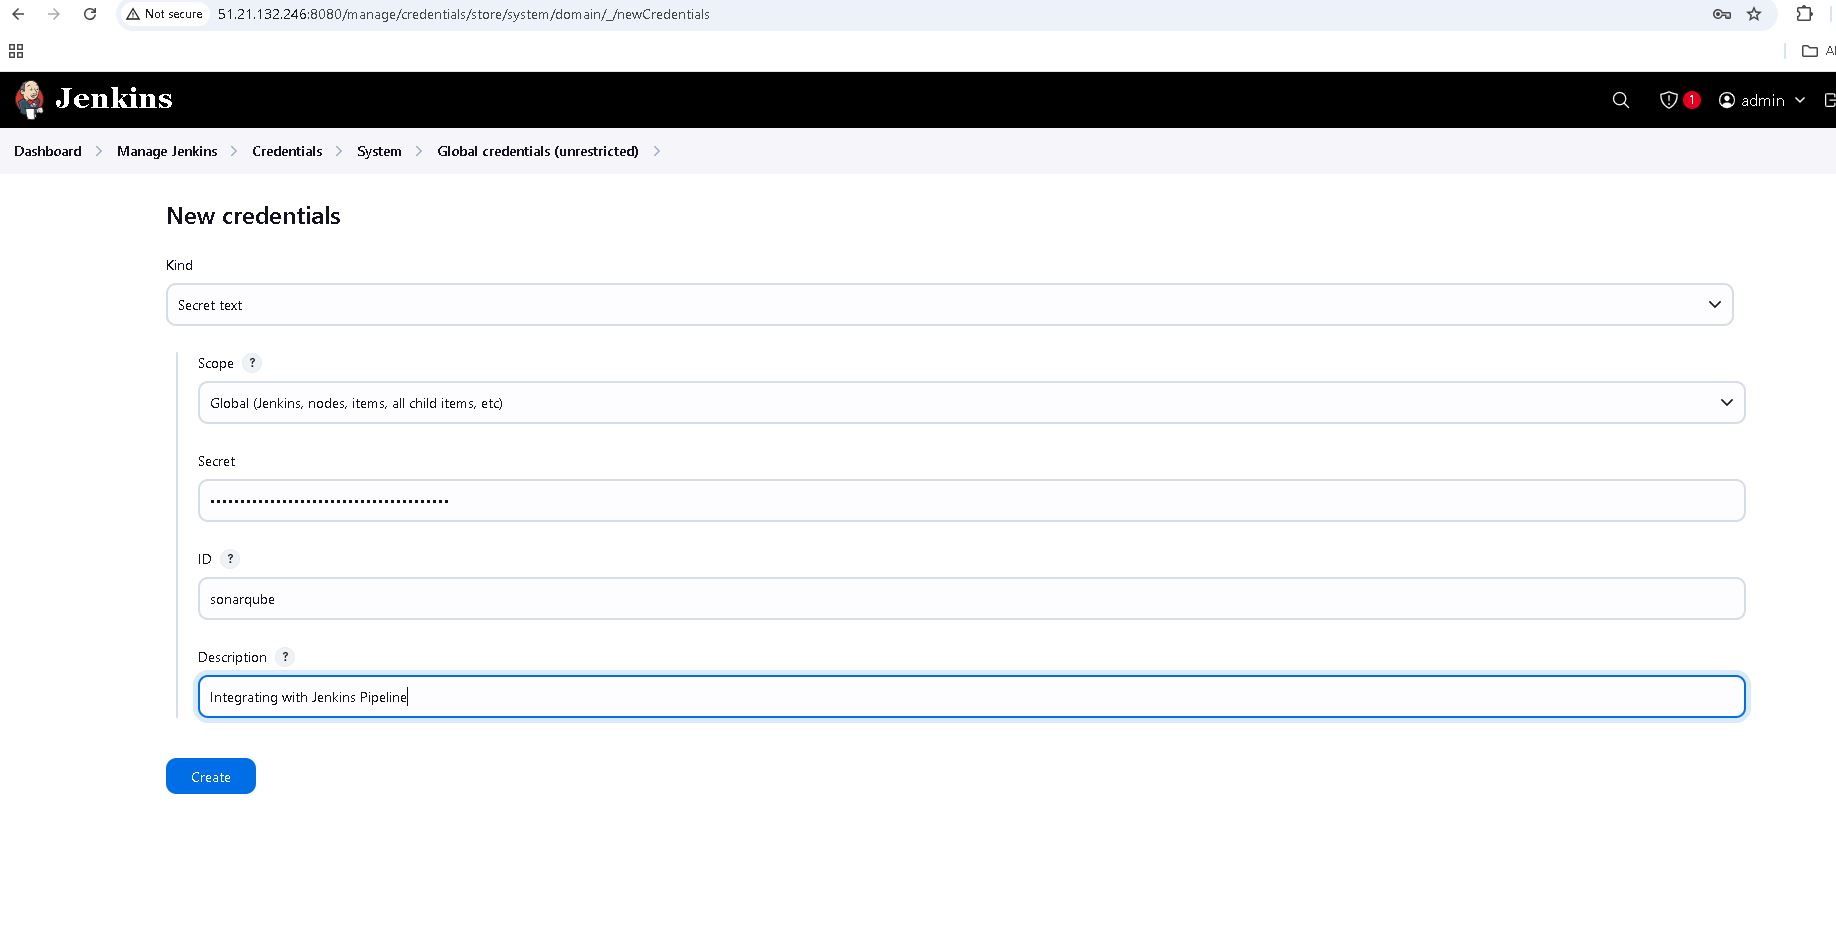 Not secure 51.21.132.246:8080/manage/credentials/store/system/domain/_/newCredentials
Jenkins
1
admin
Dashboard Manage Jenkins Credentials System Global credentials (unrestricted)
New credentials
Kind
Secret text
Scope ?
Global (Jenkins, nodes, items, all child items, etc)
Secret
ID ?
sonarqube
Description ?
Integrating with Jenkins Pipeline
Create